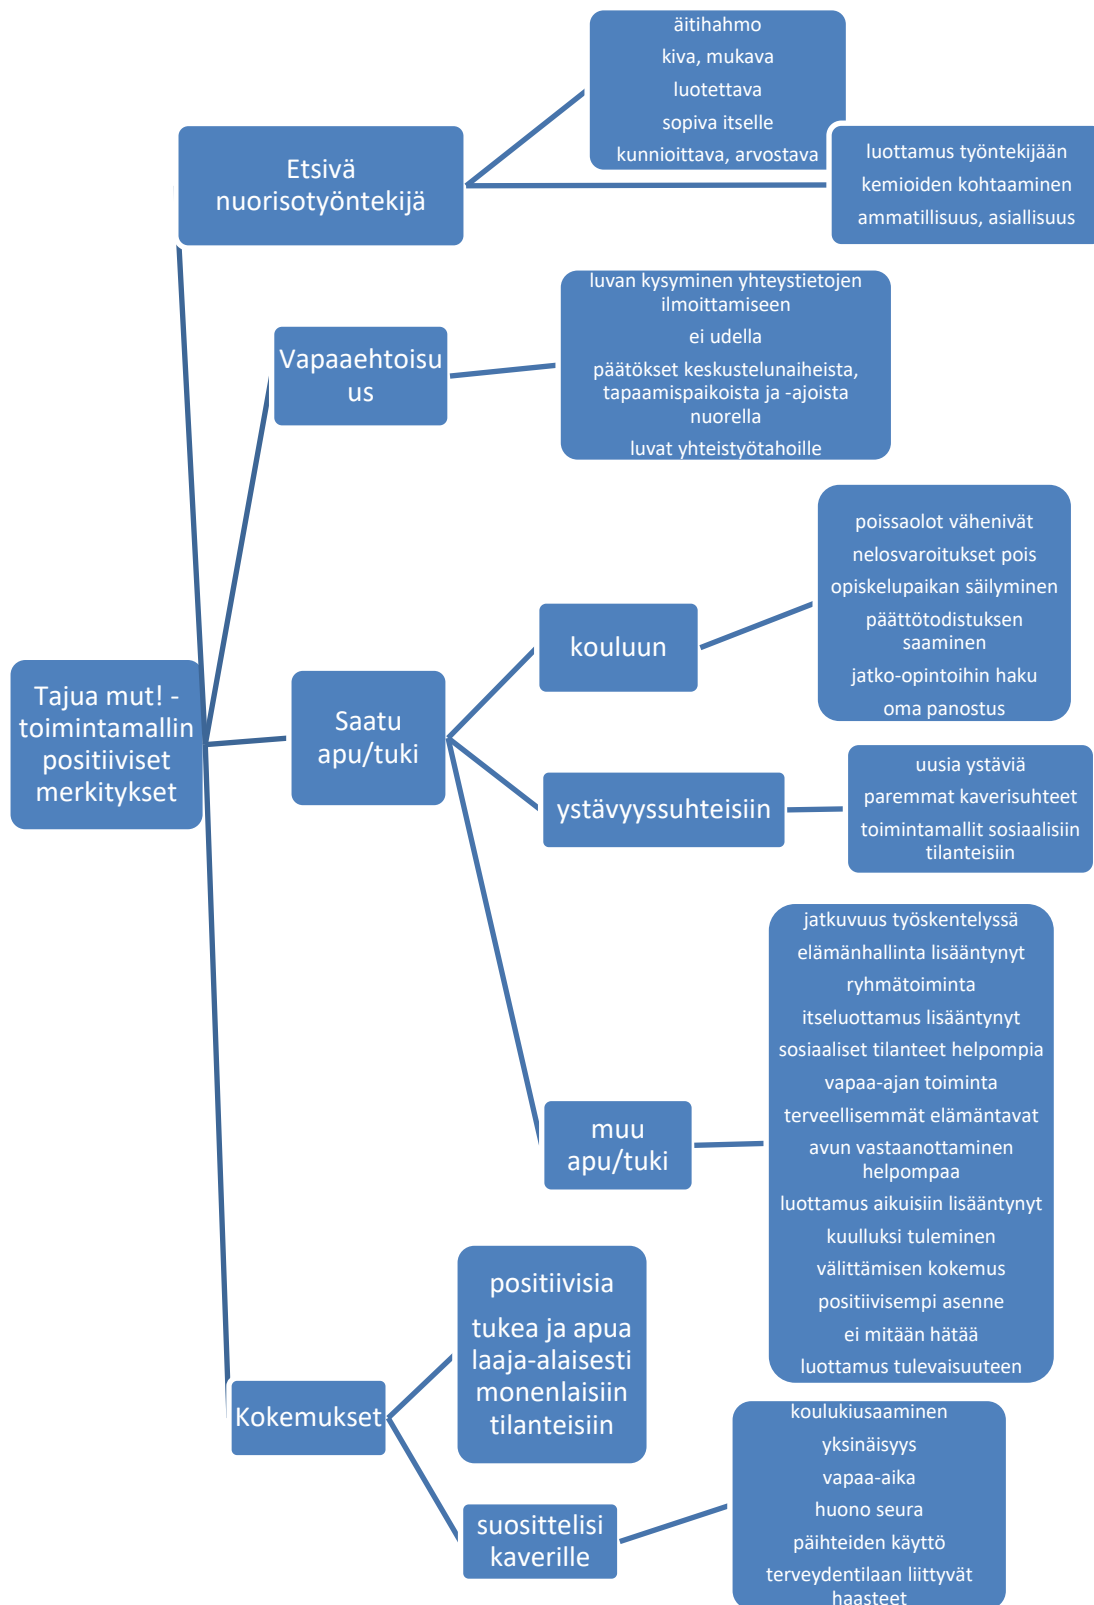 äitihahmo
kiva, mukava
luotettava
sopiva itselle
kunnioittava, arvostava
Etsivä
nuorisotyöntekijä
luottamus työntekijään
kemioiden kohtaaminen
ammatillisuus, asiallisuus
luvan kysyminen yhteystietojen
ilmoittamiseen
ei udella
päätökset keskustelunaiheista,
tapaamispaikoista ja -ajoista
nuorella
luvat yhteistyötahoille
Vapaaehtoisu
us
poissaolot vähenivät
nelosvaroitukset pois
opiskelupaikan säilyminen
päättötodistuksen
saaminen
jatko-opintoihin haku
oma panostus
kouluun
Tajua mut! -
toimintamallin
positiiviset
merkitykset
Saatu
apu/tuki
ystävyyssuhteisiin
uusia ystäviä
paremmat kaverisuhteet
toimintamallit sosiaalisiin
tilanteisiin
jatkuvuus työskentelyssä
elämänhallinta lisääntynyt
ryhmätoiminta
itseluottamus lisääntynyt
sosiaaliset tilanteet helpompia
vapaa-ajan toiminta
terveellisemmät elämäntavat
avun vastaanottaminen
helpompaa
luottamus aikuisiin lisääntynyt
kuulluksi tuleminen
välittämisen kokemus
positiivisempi asenne
ei mitään hätää
luottamus tulevaisuuteen
muu
apu/tuki
positiivisia
tukea ja apua
laaja-alaisesti
monenlaisiin
tilanteisiin
Kokemukset
suosittelisi
kaverille
koulukiusaaminen
yksinäisyys
vapaa-aika
huono seura
päihteiden käyttö
terveydentilaan liittyvät
haasteet